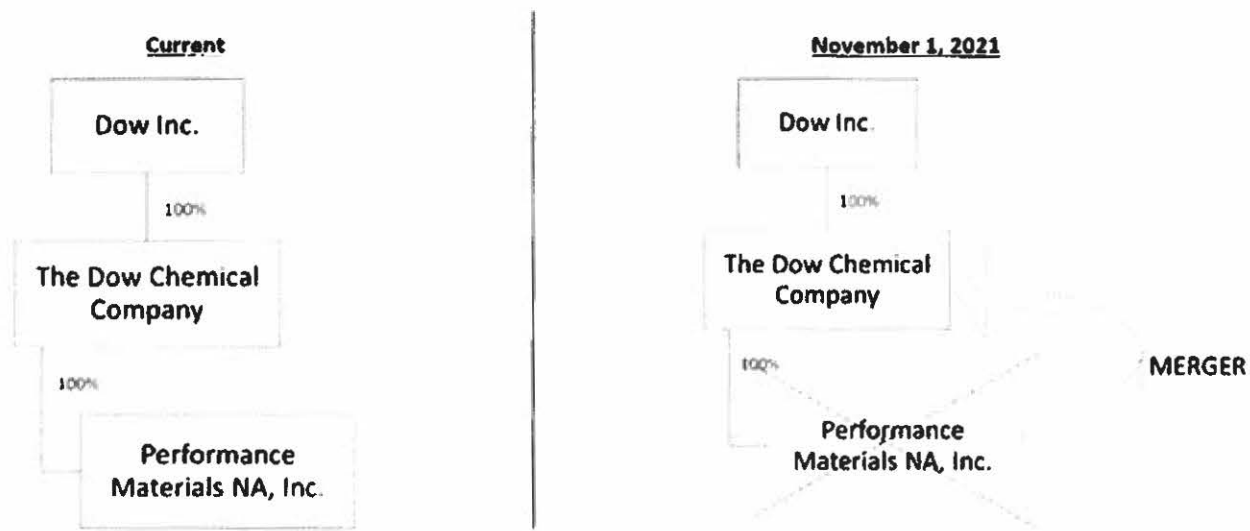 Current
Dow Inc.
100%
The Dow Chemical
Company
100%
Performance
Materials NA, Inc.
November 1, 2021
Dow Inc.
100%
The Dow Chemical
Company
100%
MERGER
Performance
Materials NA, Inc.